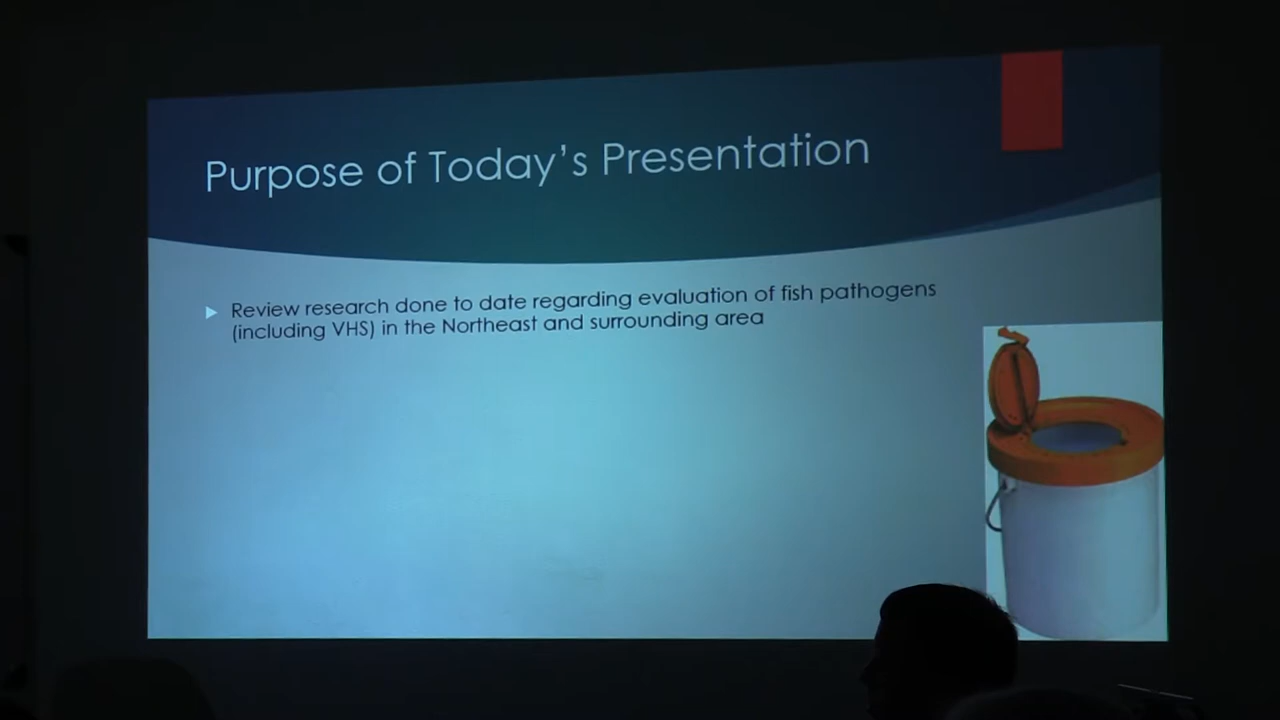 Purpose of Today's Presentation
Review research done to date regarding evaluation of fish pathogens
(including VHS) in the Northeast and surrounding area